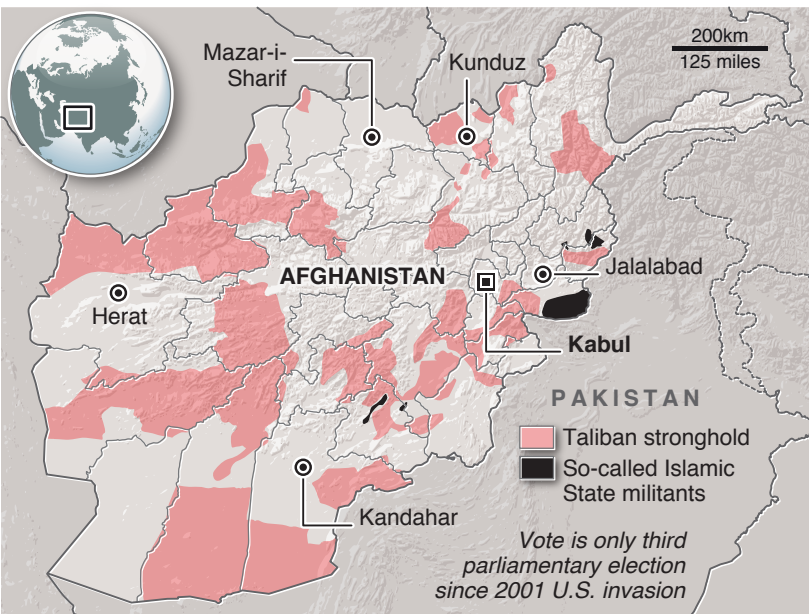 200km
125 miles
Mazar-i-
Sharif
Kunduz
AFGHANISTAN
Jalalabad
Herat
Kabul
PAKISTAN
Taliban stronghold
So-called Islamic
State militants
Kandahar
Vote is only third
parliamentary election
since 2001 U.S. invasion